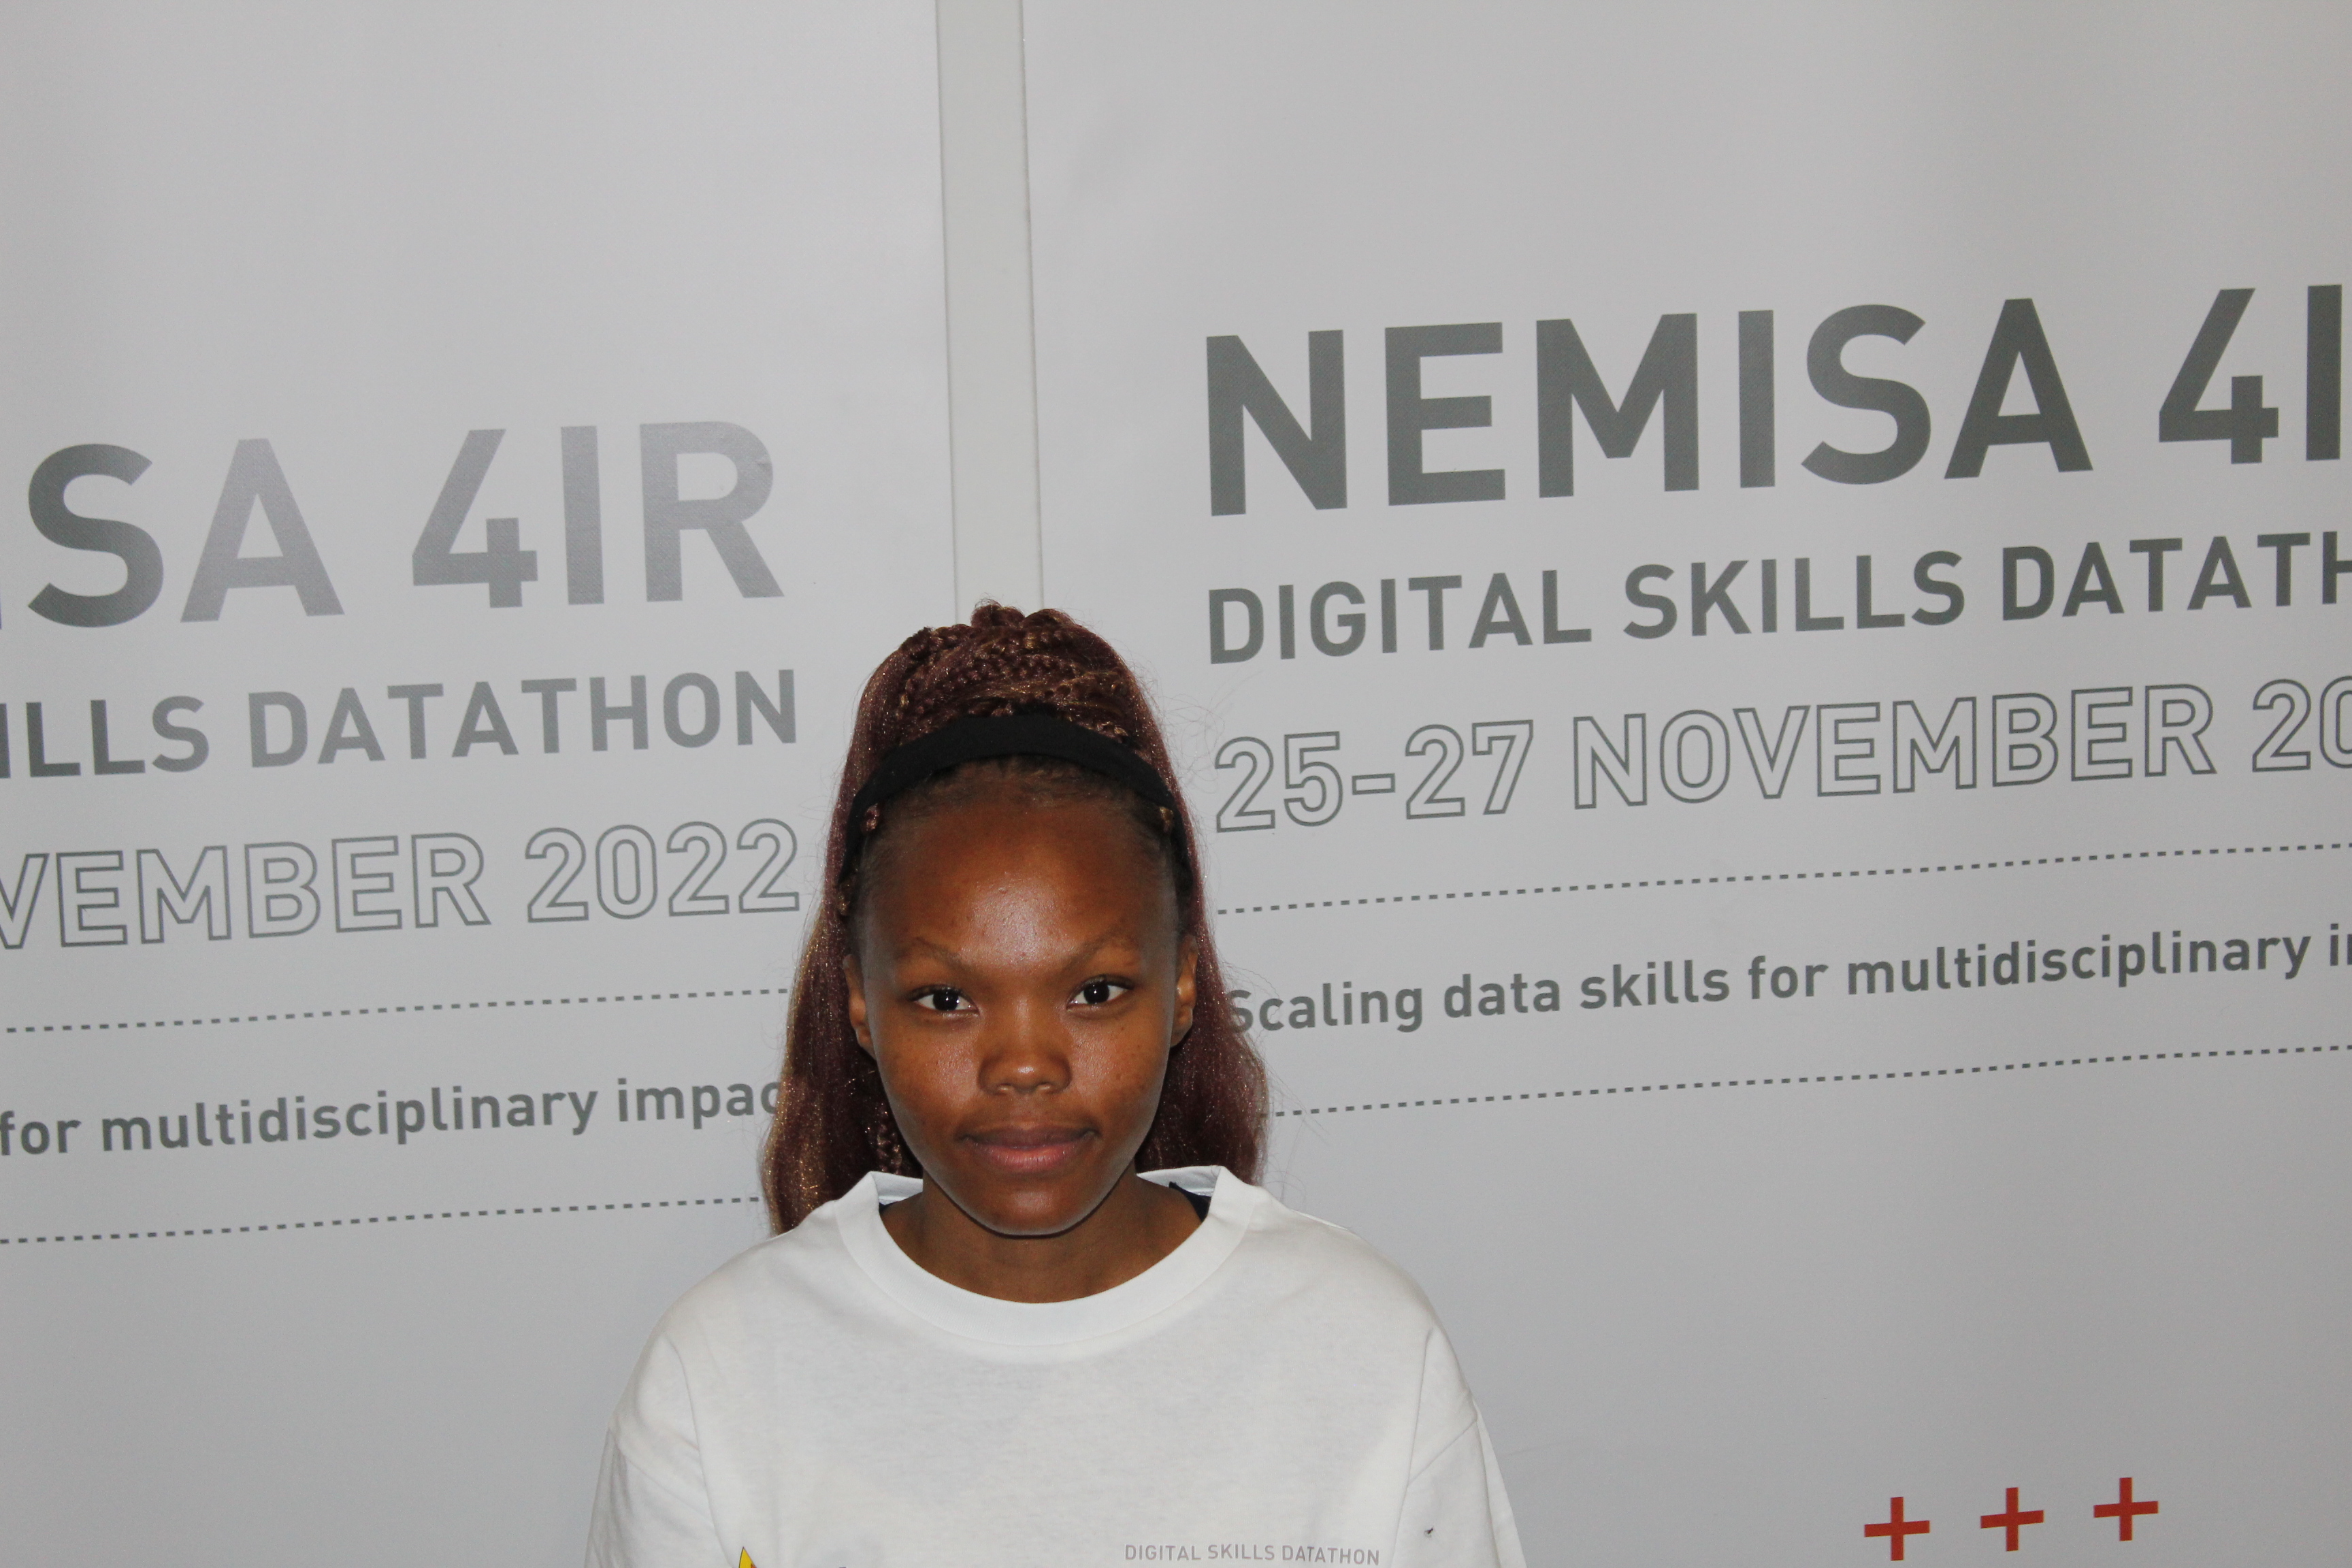 SA 4IR
ILLS DATATHON
VEMBER 2022
for multidisciplinary impac
NEMISA 4I
DIGITAL SKILLS DATATH
25-27 NOVEMBER 20
Scaling data skills for multidisciplinary i
+ + +
DIGITAL SKILLS DATATHON